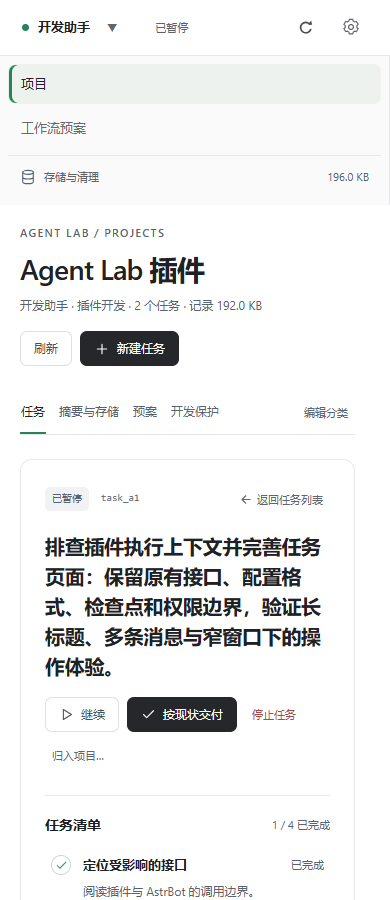 开发助手 ▼ 已暂停
项目
工作流预案
存储与清理 196.0 KB
AGENT LAB / PROJECTS
Agent Lab 插件
开发助手 · 插件开发 · 2 个任务 · 记录 192.0 KB
刷新 + 新建任务
任务 摘要与存储 预案 开发保护 编辑分类
已暂停 task_a1 ← 返回任务列表
排查插件执行上下文并完善任务
页面：保留原有接口、配置格
式、检查点和权限边界，验证长
标题、多条消息与窄窗口下的操
作体验。
继续 按现状交付 停止任务
归入项目...
任务清单 1 / 4 已完成
定位受影响的接口 已完成
阅读插件与 AstrBot 的调用边界。